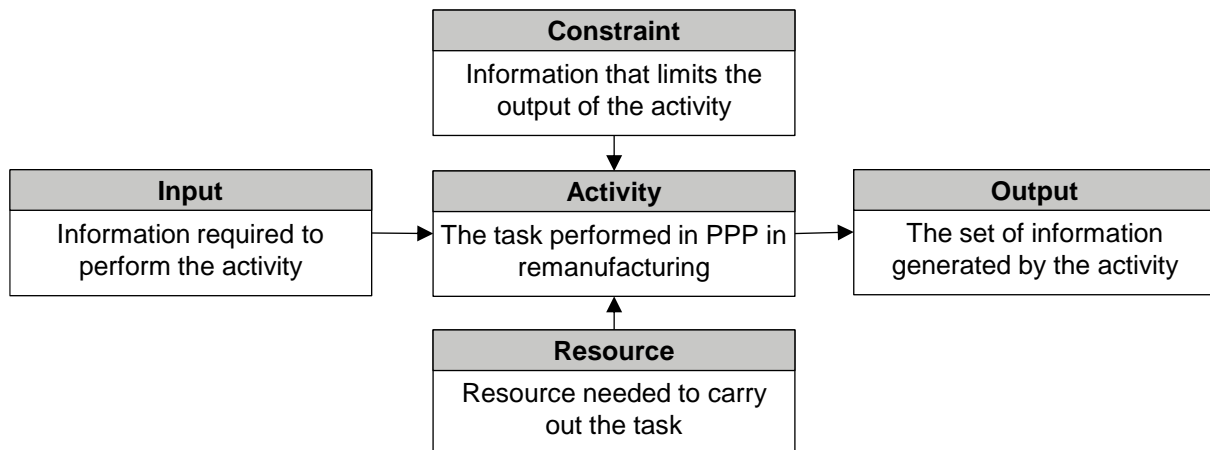 Constraint
Information that limits the
output of the activity
Input
Information required to
perform the activity
Activity
The task performed in PPP in
remanufacturing
Output
The set of information
generated by the activity
Resource
Resource needed to carry
out the task